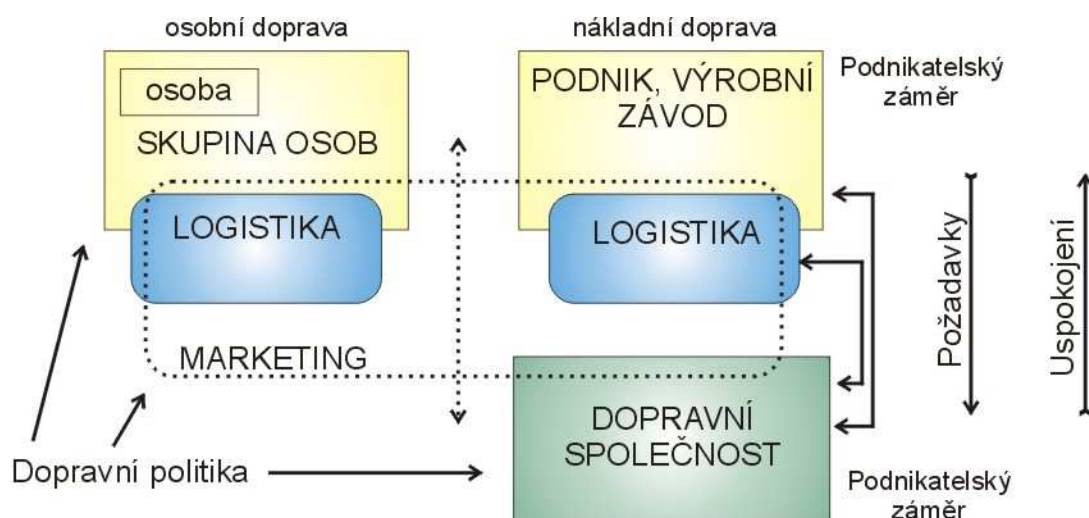 osobní doprava
nákladní doprava
osoba
SKUPINA OSOB
PODNIK, VÝROBNÍ
ZÁVOD
Podnikatelský
záměr
LOGISTIKA
LOGISTIKA
Požadavky
Uspokojení
MARKETING
DOPRAVNÍ
SPOLEČNOST
Dopravní politika
Podnikatelský
záměr